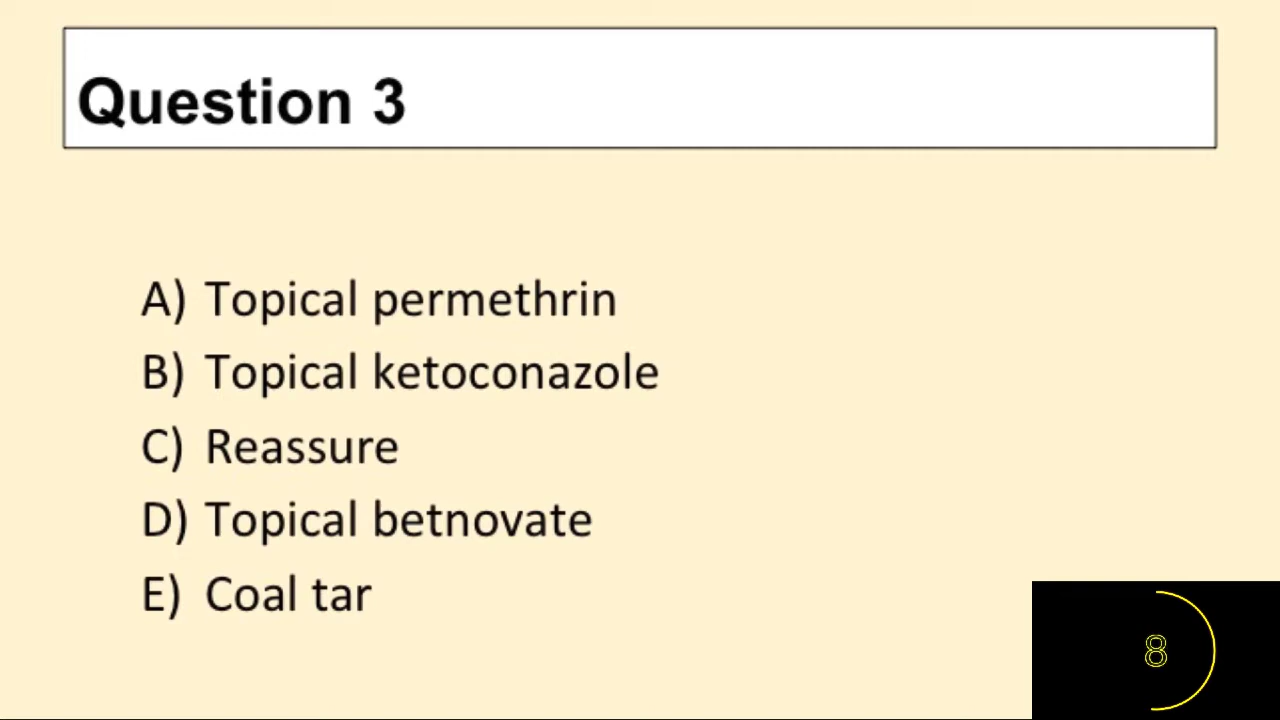 Question 3
A) Topical permethrin
B) Topical ketoconazole
C) Reassure
D) Topical betnovate
E) Coal tar
8